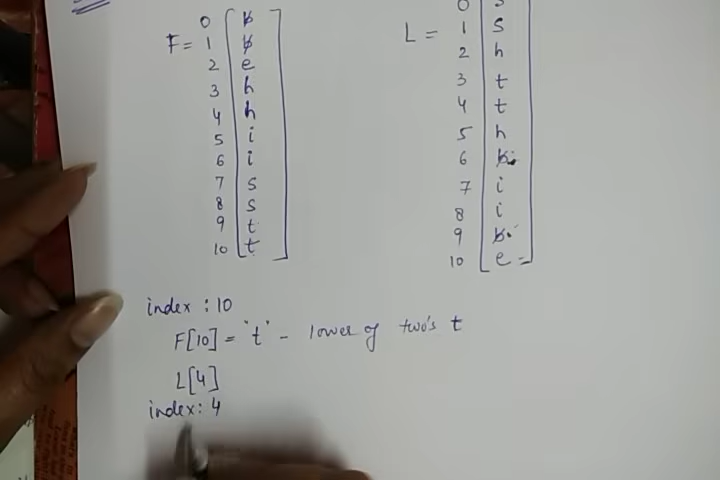 F = 0 ƀ
1 ƀ
2 e
3 h
4 h
5 i
6 i
7 s
8 s
9 t
10 t
L = 0 s
1 s
2 h
3 t
4 t
5 h
6 ƀ
7 i
8 i
9 ƀ
10 e
index : 10
F[10] = "t" - lower of two's t
L[4]
index : 4